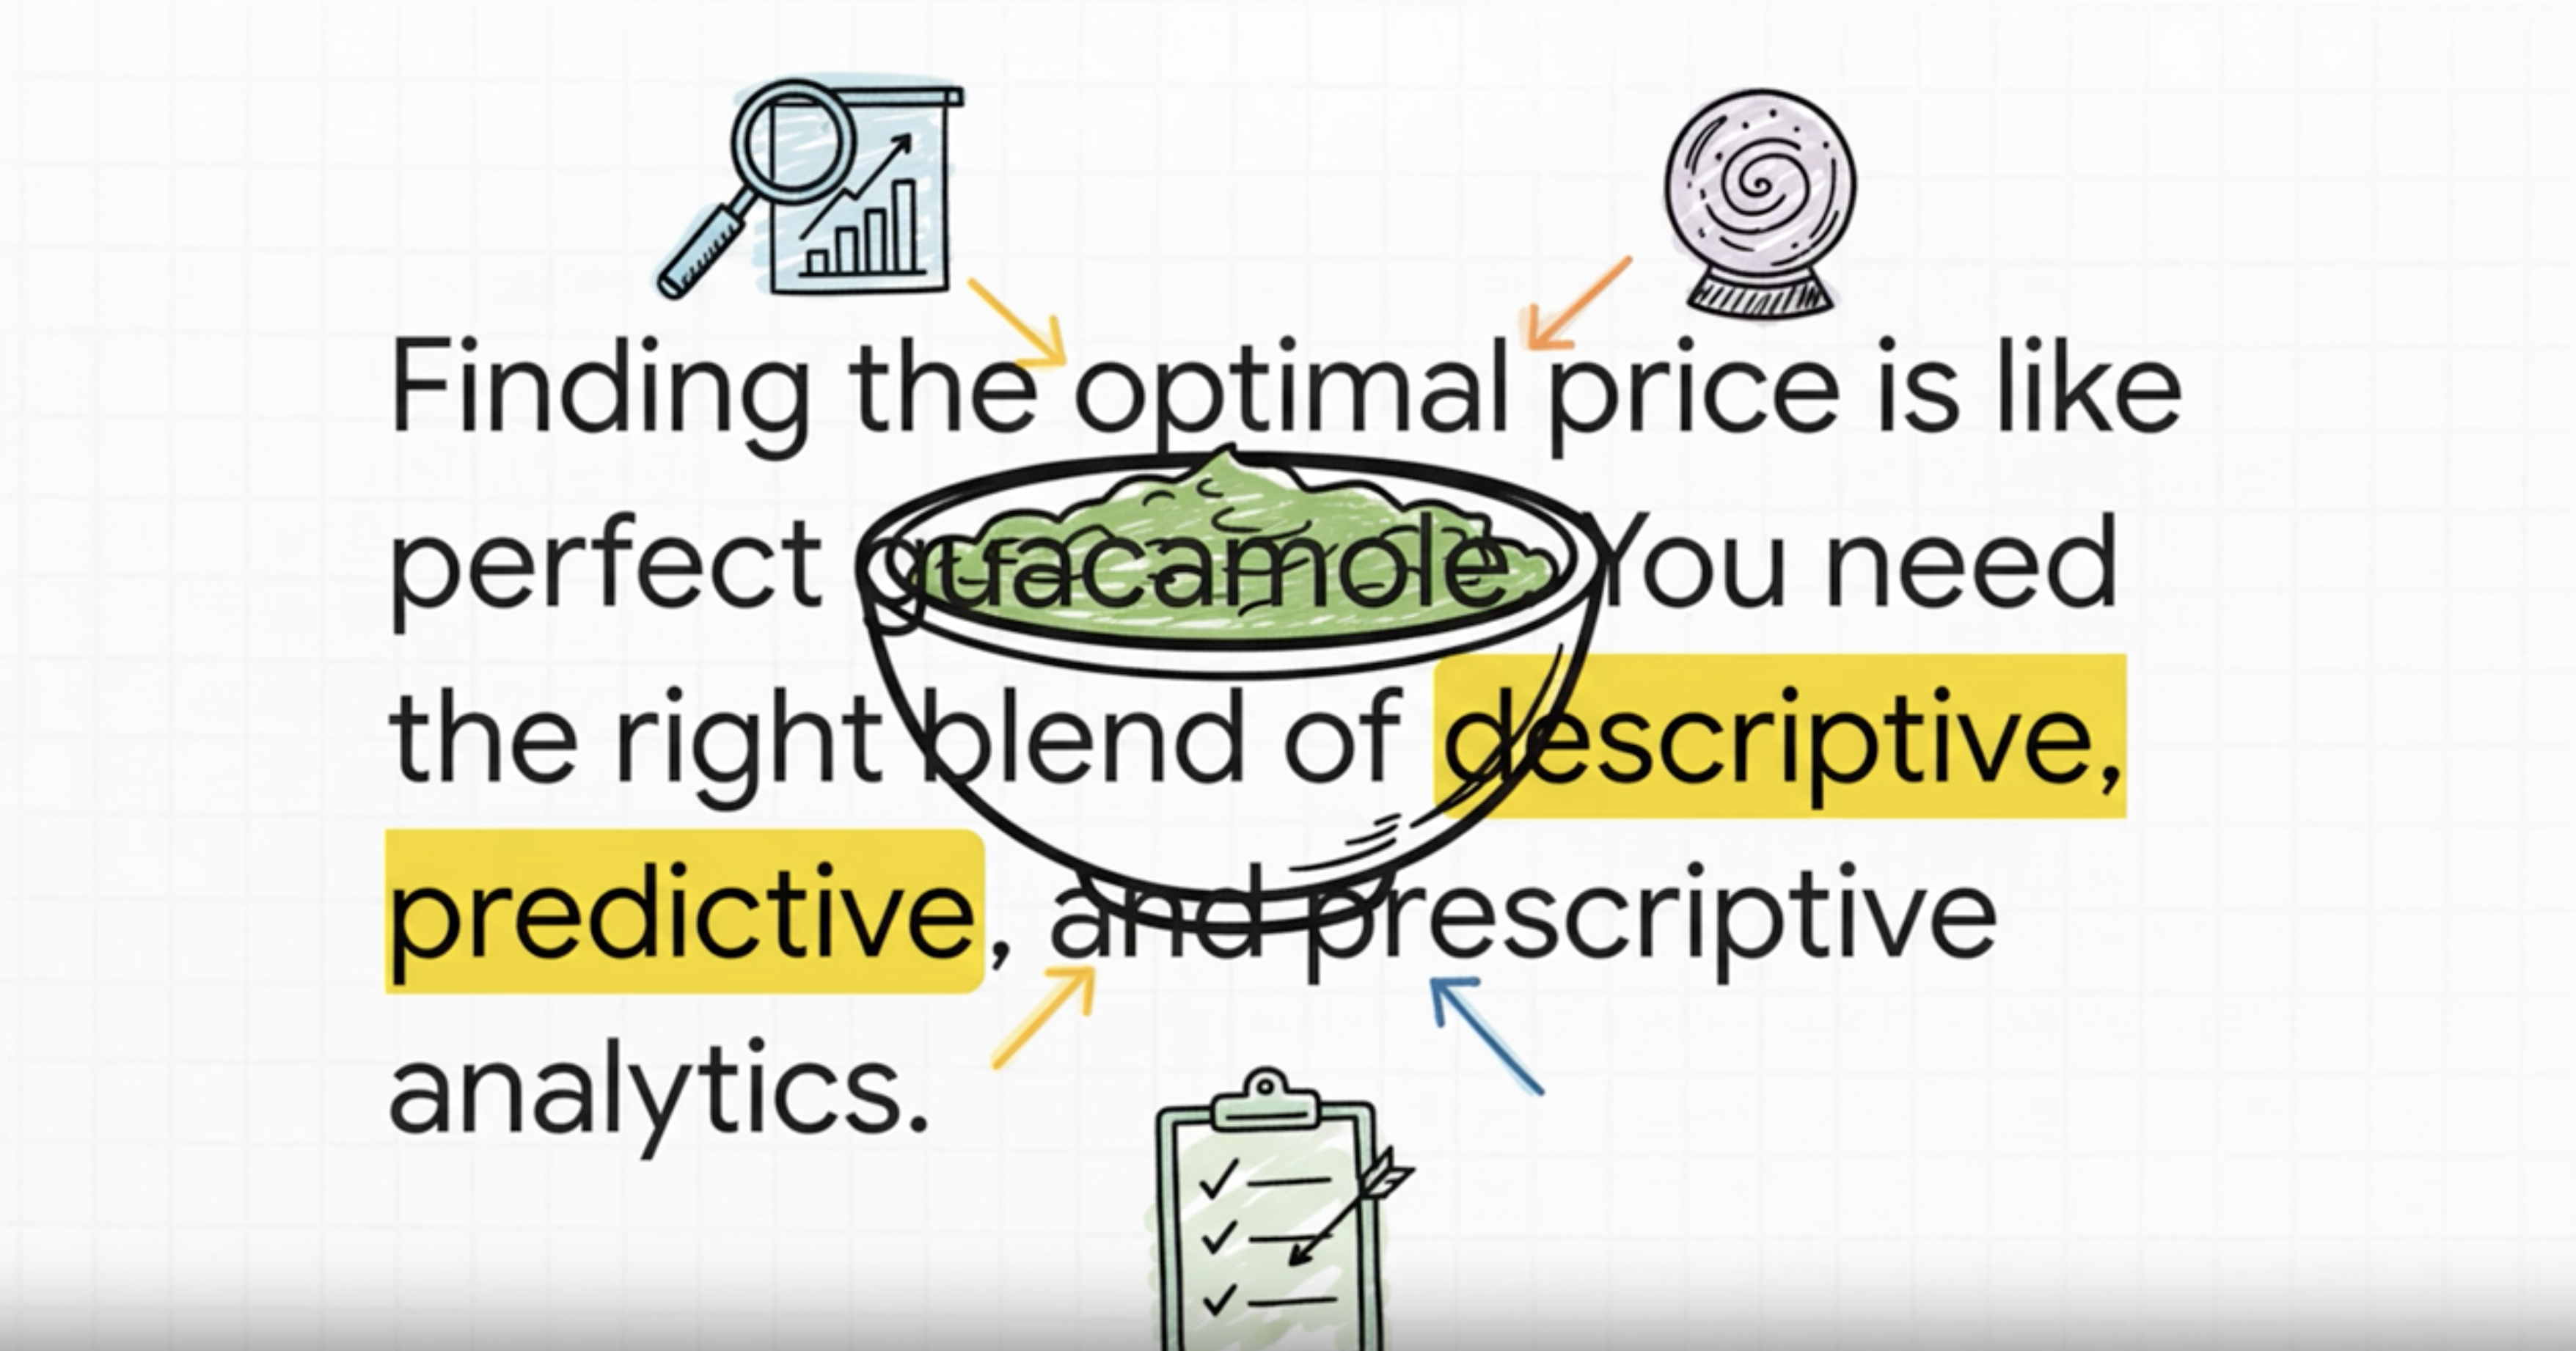 Finding the optimal price is like
perfect guacamole. You need
the right blend of descriptive,
predictive, and prescriptive
analytics.